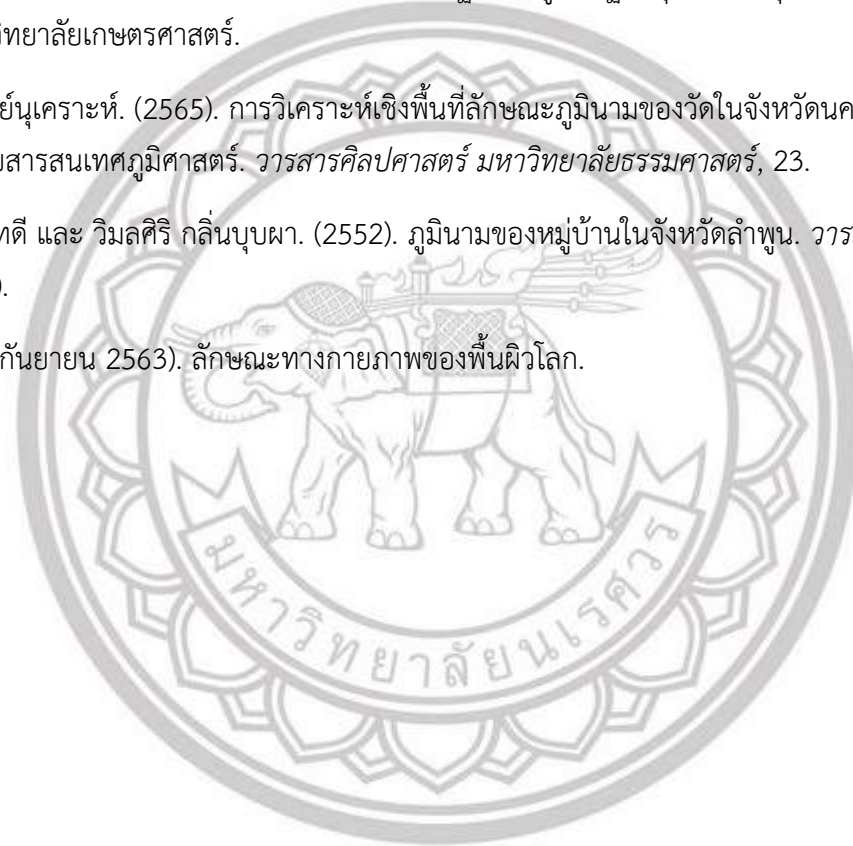 วิทยาลัยเกษตรศาสตร์.
ย์นุเคราะห์. (2565). การวิเคราะห์เชิงพื้นที่ลักษณะภูมินามของวัดในจังหวัดนค
บสารสนเทศภูมิศาสตร์. วารสารศิลปศาสตร์ มหาวิทยาลัยธรรมศาสตร์, 23.
ทดี และ วิมลศิริ กลิ่นบุบผา. (2552). ภูมินามของหมู่บ้านในจังหวัดลำพูน. วาร
).
กันยายน 2563). ลักษณะทางกายภาพของพื้นผิวโลก.
มหาวิทยาลัยนเรศวร